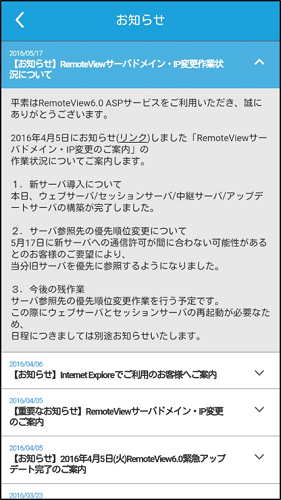 お知らせ
2016/05/17
【お知らせ】RemoteViewサーバドメイン・IP変更作業状
況について
平素はRemoteView6.0 ASPサービスをご利用いただき、誠に
ありがとうございます。
2016年4月5日にお知らせ(リンク)しました「RemoteViewサー
バドメイン・IP変更のご案内」の
作業状況についてご案内します。
１．新サーバ導入について
本日、ウェブサーバ/セッションサーバ/中継サーバ/アップデ
ートサーバの構築が完了しました。
２．サーバ参照先の優先順位変更について
5月17日に新サーバへの通信許可が間に合わない可能性がある
とのお客様のご要望により、
当分旧サーバを優先に参照するようになりました。
３．今後の残作業
サーバ参照先の優先順位変更作業を行う予定です。
この際にウェブサーバとセッションサーバの再起動が必要なた
め、
日程につきましては別途お知らせいたします。
2016/04/06
【お知らせ】Internet Exploreでご利用のお客様へご案内
2016/04/05
【重要なお知らせ】RemoteViewサーバドメイン・IP変更
のご案内
2016/04/05
【お知らせ】2016年4月5日(火)RemoteView6.0緊急アップ
デート完了のご案内
2016/03/23